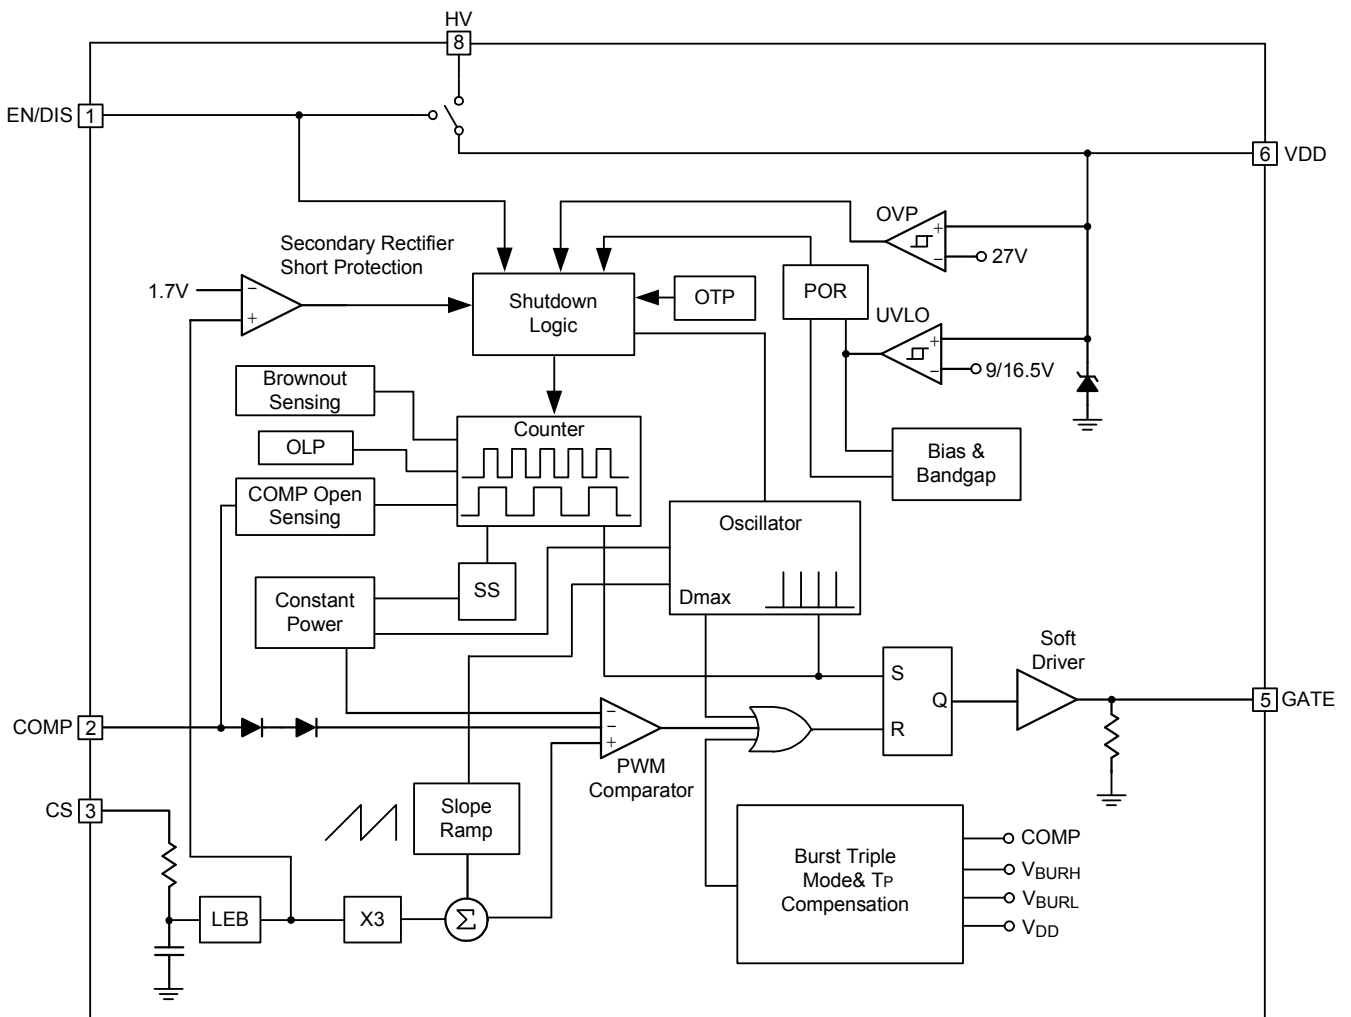 HV
8
EN/DIS 1
6 VDD
OVP
+
−
27V
Secondary Rectifier
Short Protection
1.7V
−
+
Shutdown
Logic
OTP
POR
UVLO
+
−
9/16.5V
Brownout
Sensing
OLP
COMP Open
Sensing
Counter
Bias &
Bandgap
Oscillator
Dmax
SS
Constant
Power
Soft
Driver
S
R
Q
5 GATE
COMP 2
−
−
+
PWM
Comparator
CS 3
Slope
Ramp
LEB
X3
Σ
Burst Triple
Mode& TP
Compensation
COMP
VBURH
VBURL
VDD